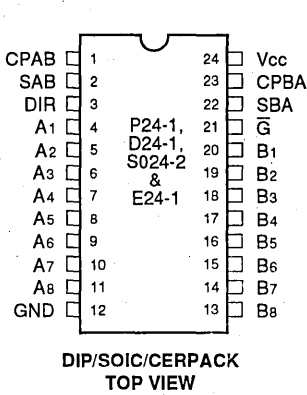 CPAB 1 24 Vcc
SAB 2 23 CPBA
DIR 3 22 SBA
A1 4 P24-1, 21 G̅
A2 5 D24-1, 20 B1
A3 6 S024-2 19 B2
A4 7 & 18 B3
A5 8 E24-1 17 B4
A6 9 16 B5
A7 10 15 B6
A8 11 14 B7
GND 12 13 B8
DIP/SOIC/CERPACK
TOP VIEW